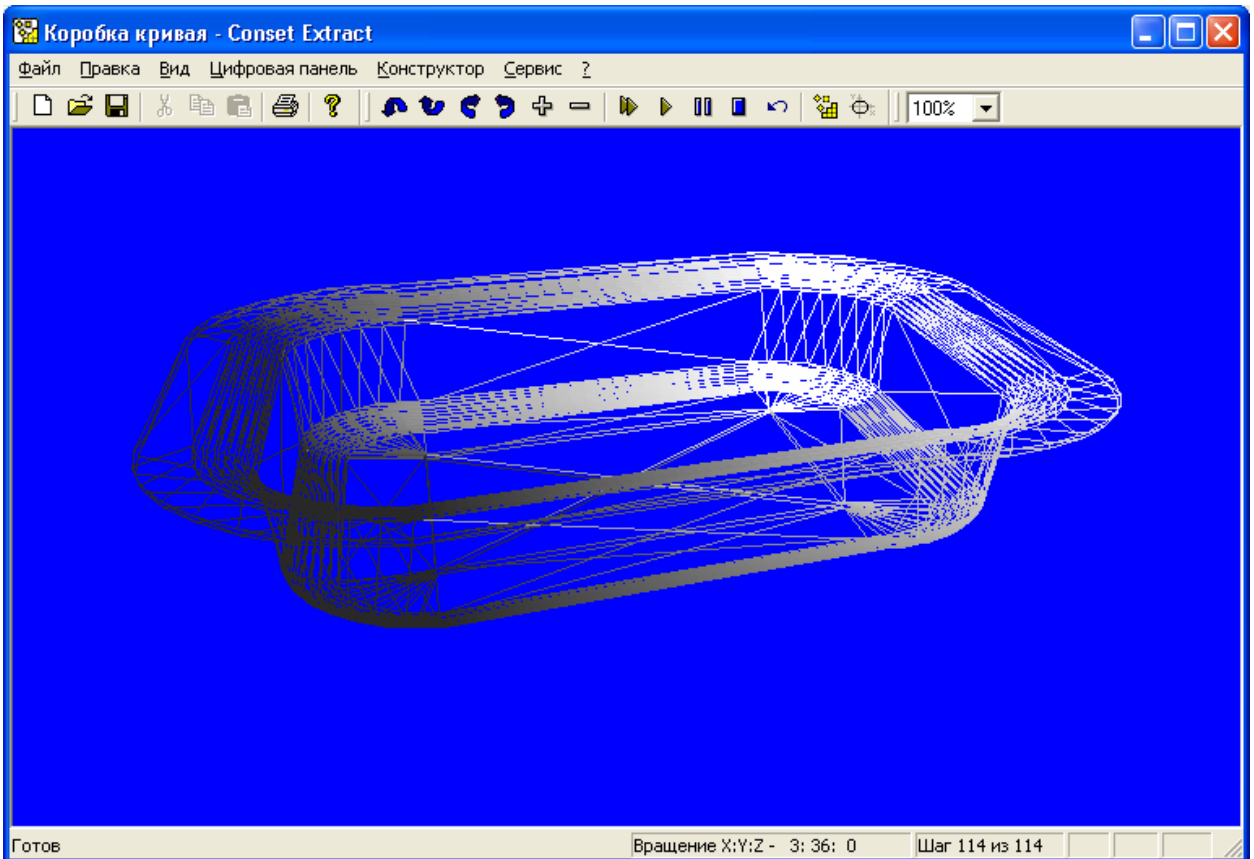 Коробка кривая - Conset Extract
Файл Правка Вид Цифровая панель Конструктор Сервис ?
100%
Готов Вращение X:Y:Z - 3: 36: 0 Шаг 114 из 114